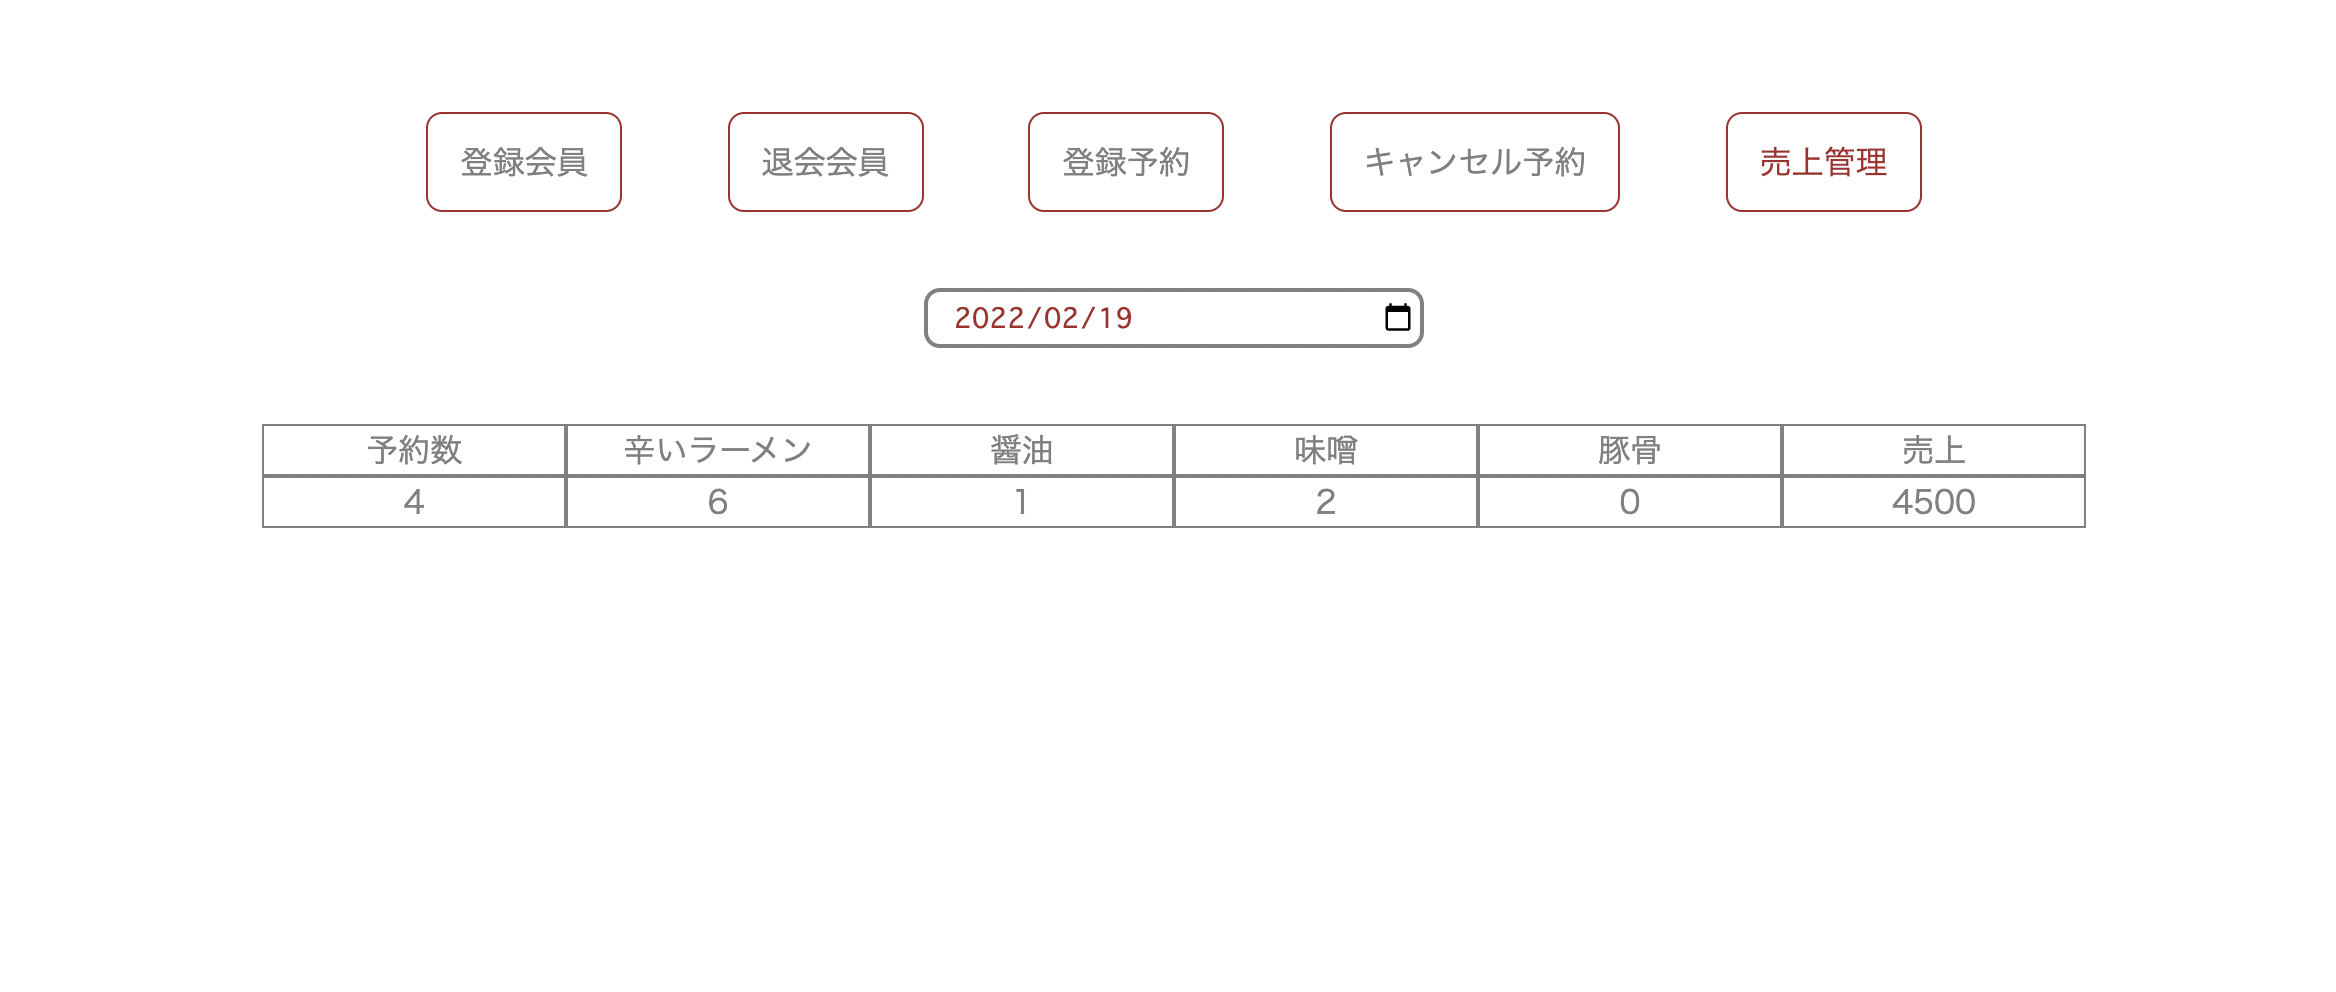 登録会員 退会会員 登録予約 キャンセル予約 売上管理
2022/02/19
予約数 辛いラーメン 醤油 味噌 豚骨 売上
4 6 1 2 0 4500